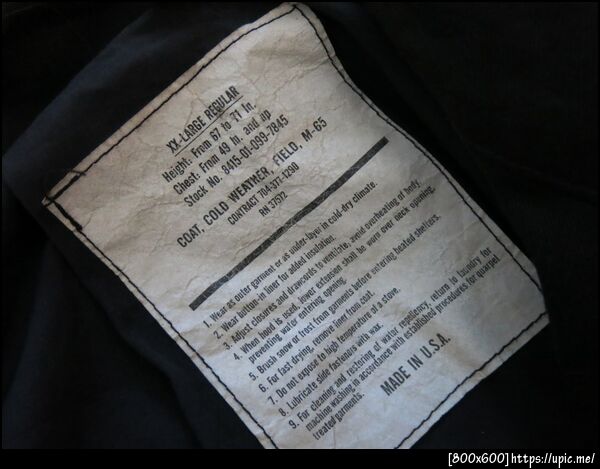 XX-LARGE REGULAR
Height: From 67 to 71 In.
Chest: From 49 In. and up
Stock No. 8415-01-099-7845
COAT, COLD WEATHER, FIELD, M-65
CONTRACT 704-377-4290
RN 37572
1. Wear as outer garment or as under-layer in cold-dry climate.
2. Wear button-in liner for added insulation.
3. Adjust closures and drawcords to ventilate, avoid overheating of body.
4. When hood is used, lower extension shall be worn over neck opening,
preventing water entering opening.
5. Brush snow or frost from garments before entering heated shelters.
6. For fast drying, remove liner from coat.
7. Do not expose to high temperature of a stove.
8. Lubricate slide fasteners with wax.
9. For cleaning and restoring of water repellency, return to laundry for
machine washing in accordance with established procedures for quarpel
treated garments.
MADE IN U.S.A.
[800x600]https://upic.me/